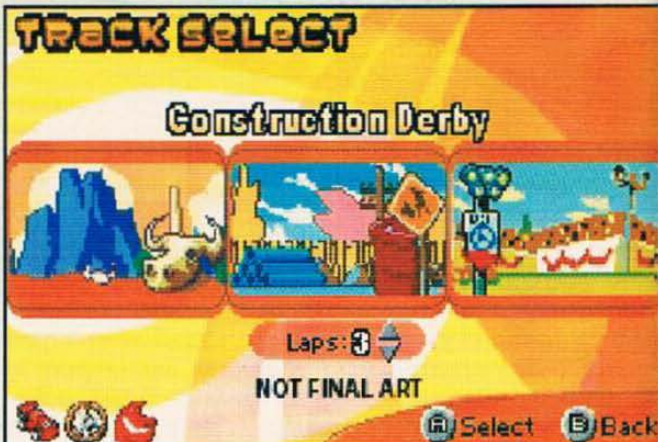 TRACK SELECT
Construction Derby
Laps: 3
NOT FINAL ART
A Select B Back